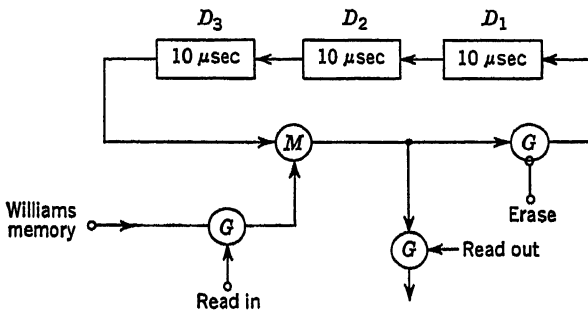 D₃ D₂ D₁
10 μsec 10 μsec 10 μsec
M G
Williams
memory
G G Read out
Erase
Read in